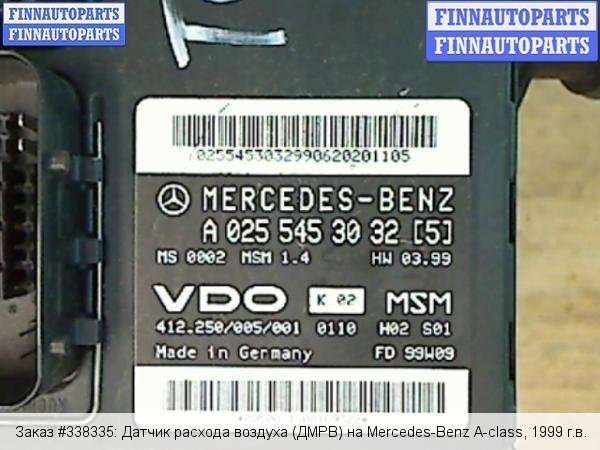 FINNAUTOPARTS
FINNAUTOPARTS
FINNAUTOPARTS
FINNAUTOPARTS
0255453032990620201105
MERCEDES-BENZ
A 025 545 30 32 [5]
MS 0002 MSM 1.4 HW 03.99
VDO K 02 MSM
412.250/005/001 0110 H02 S01
Made in Germany FD 99W09
Заказ #338335: Датчик расхода воздуха (ДМРВ) на Mercedes-Benz A-class, 1999 г.в.